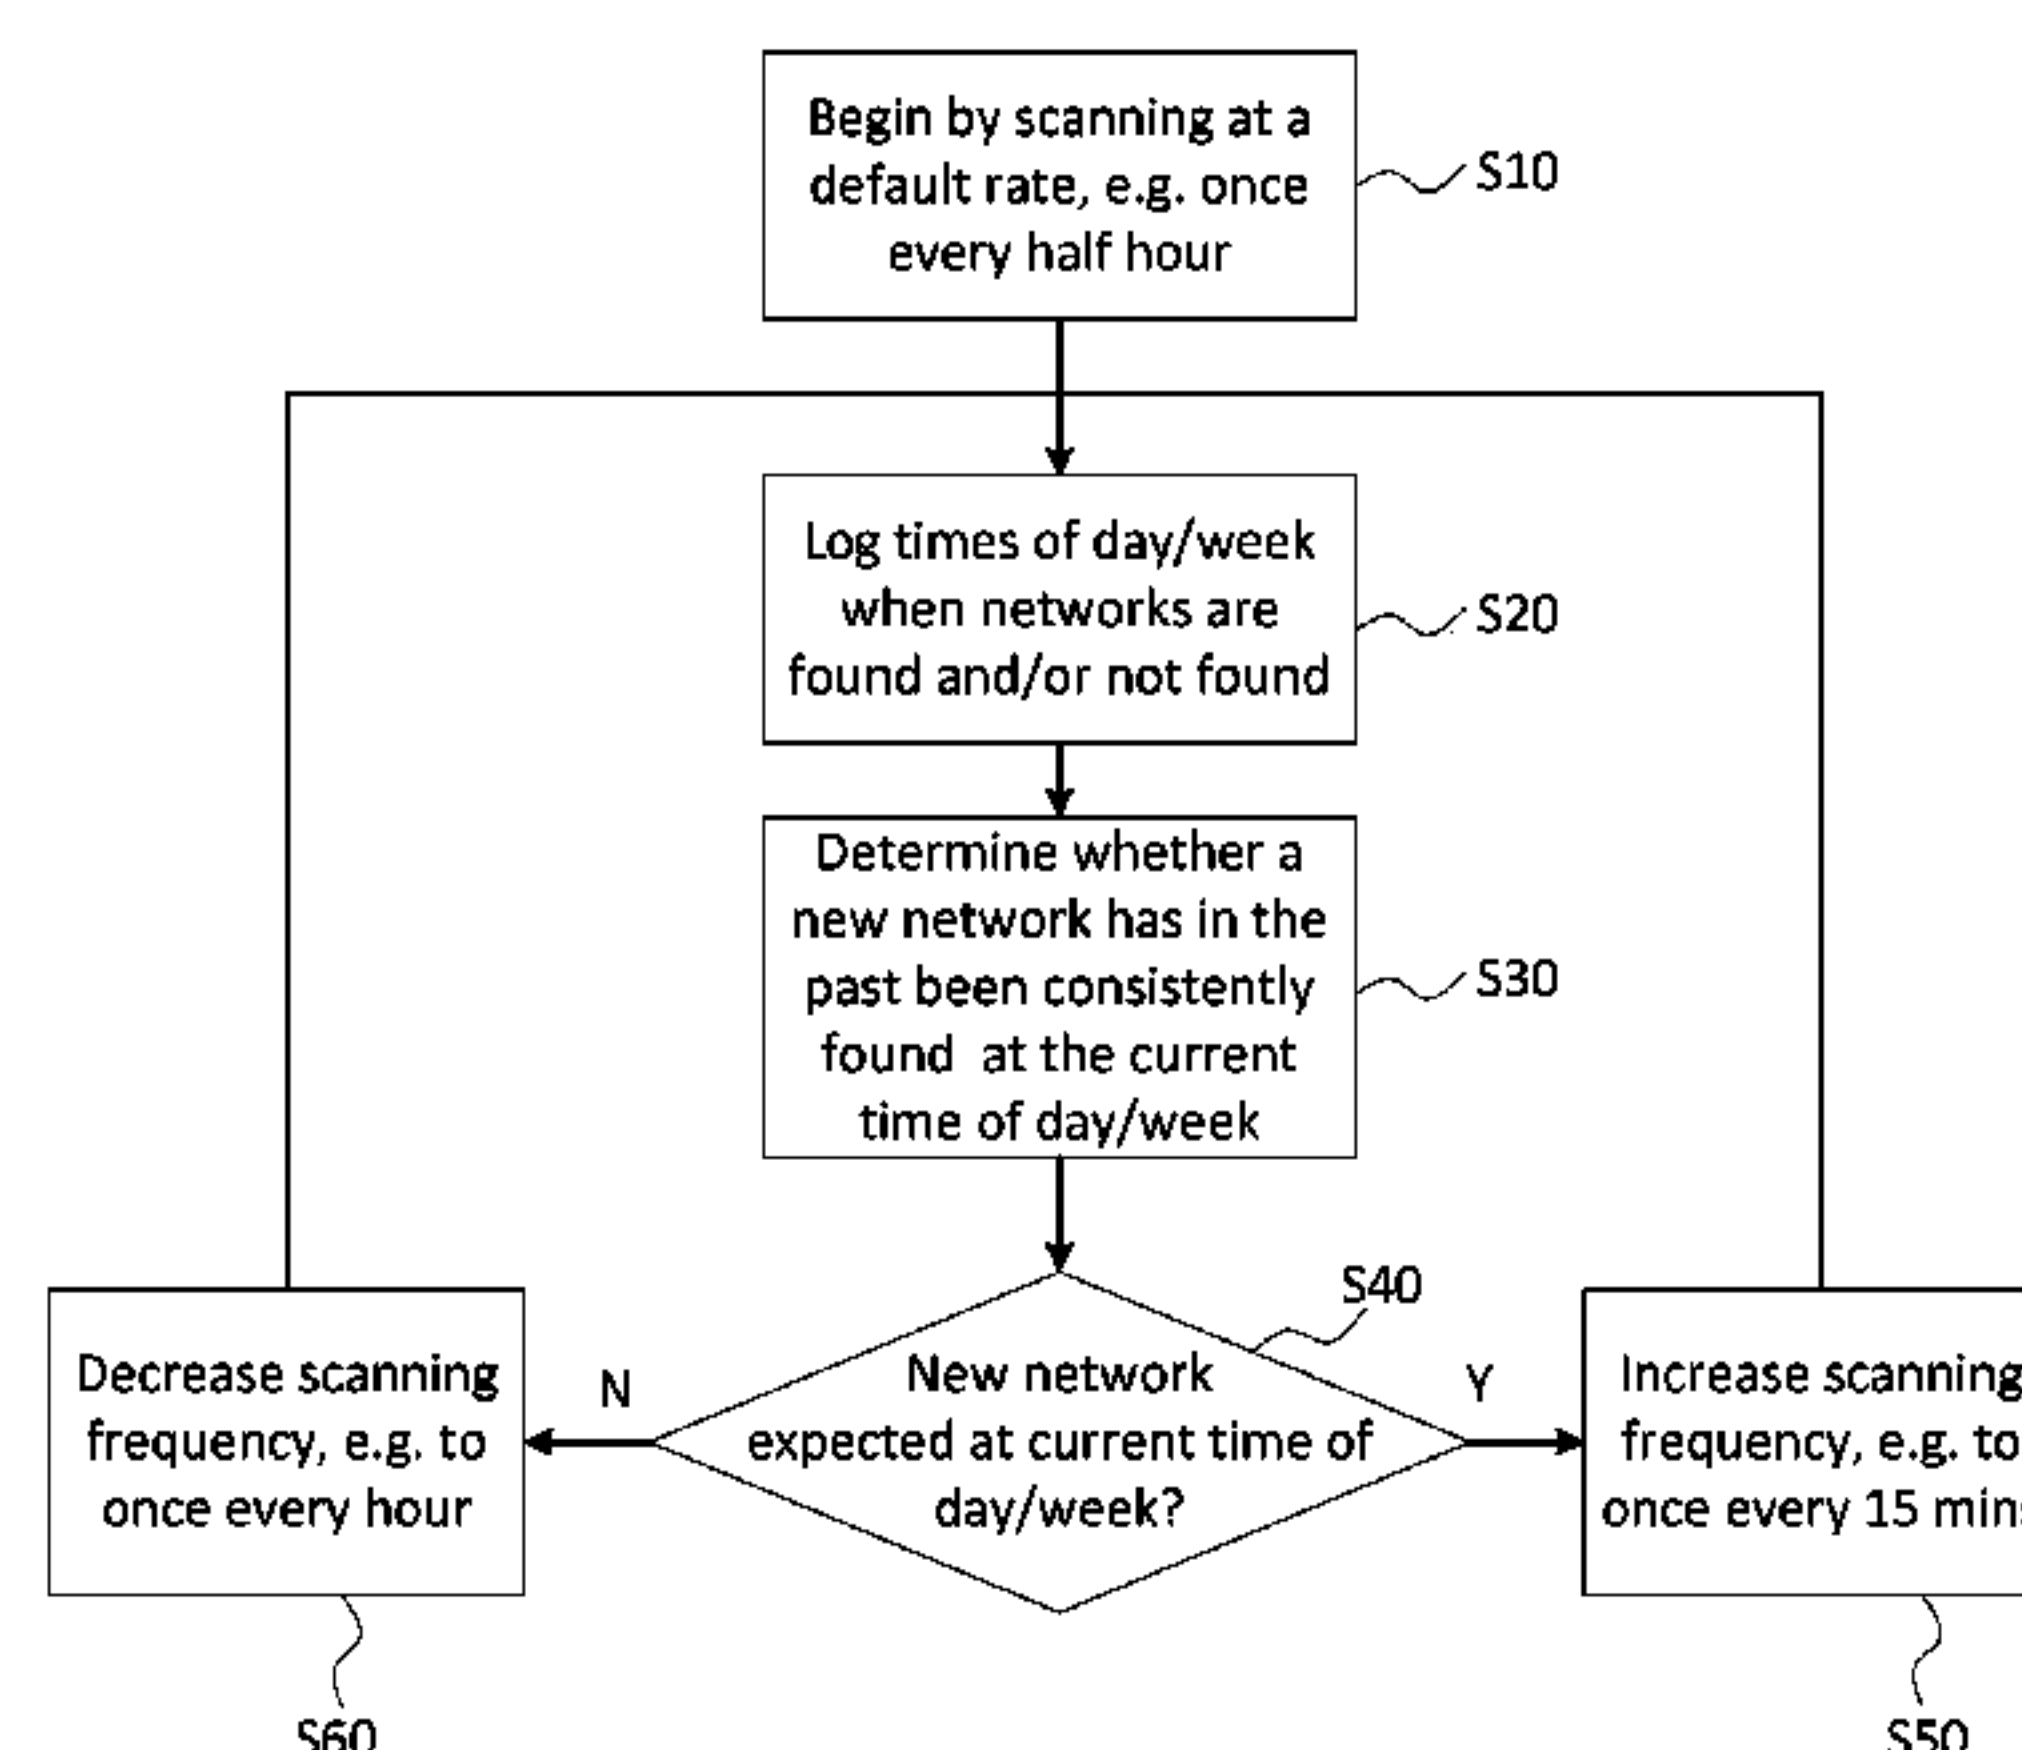 Begin by scanning at a
default rate, e.g. once
every half hour
S10
Log times of day/week
when networks are
found and/or not found
S20
Determine whether a
new network has in the
past been consistently
found at the current
time of day/week
S30
S40
New network
expected at current time of
day/week?
N
Y
Decrease scanning
frequency, e.g. to
once every hour
S60
Increase scanning
frequency, e.g. to
once every 15 mins
S50